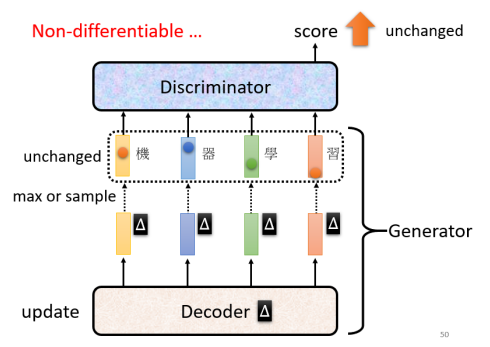 Non-differentiable ...
score
unchanged
Discriminator
unchanged
機
器
學
習
max or sample
Δ
Δ
Δ
Δ
Generator
update
Decoder Δ
50